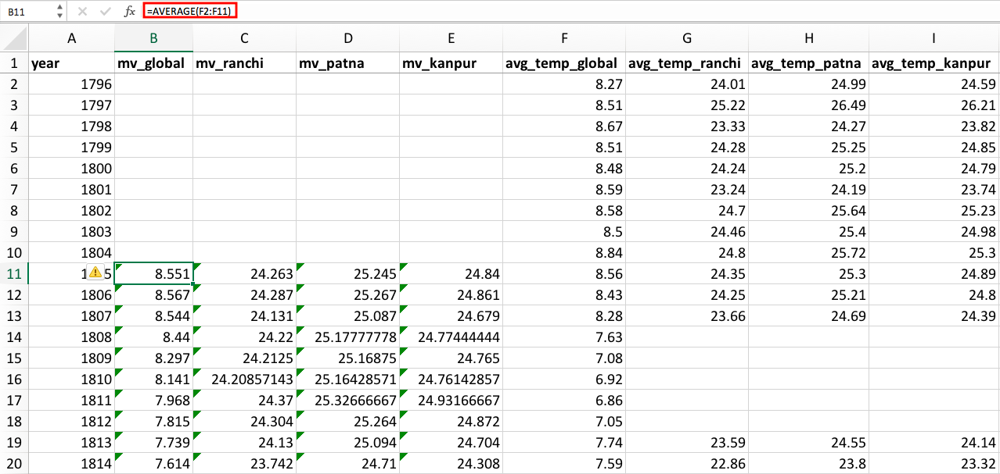 B11 fx =AVERAGE(F2:F11)
A B C D E F G H I
1 year mv_global mv_ranchi mv_patna mv_kanpur avg_temp_global avg_temp_ranchi avg_temp_patna avg_temp_kanpur
2 1796 8.27 24.01 24.99 24.59
3 1797 8.51 25.22 26.49 26.21
4 1798 8.67 23.33 24.27 23.82
5 1799 8.51 24.28 25.25 24.85
6 1800 8.48 24.24 25.2 24.79
7 1801 8.59 23.24 24.19 23.74
8 1802 8.58 24.7 25.64 25.23
9 1803 8.5 24.46 25.4 24.98
10 1804 8.84 24.8 25.72 25.3
11 1 5 8.551 24.263 25.245 24.84 8.56 24.35 25.3 24.89
12 1806 8.567 24.287 25.267 24.861 8.43 24.25 25.21 24.8
13 1807 8.544 24.131 25.087 24.679 8.28 23.66 24.69 24.39
14 1808 8.44 24.22 25.17777778 24.77444444 7.63
15 1809 8.297 24.2125 25.16875 24.765 7.08
16 1810 8.141 24.20857143 25.16428571 24.76142857 6.92
17 1811 7.968 24.37 25.32666667 24.93166667 6.86
18 1812 7.815 24.304 25.264 24.872 7.05
19 1813 7.739 24.13 25.094 24.704 7.74 23.59 24.55 24.14
20 1814 7.614 23.742 24.71 24.308 7.59 22.86 23.8 23.32